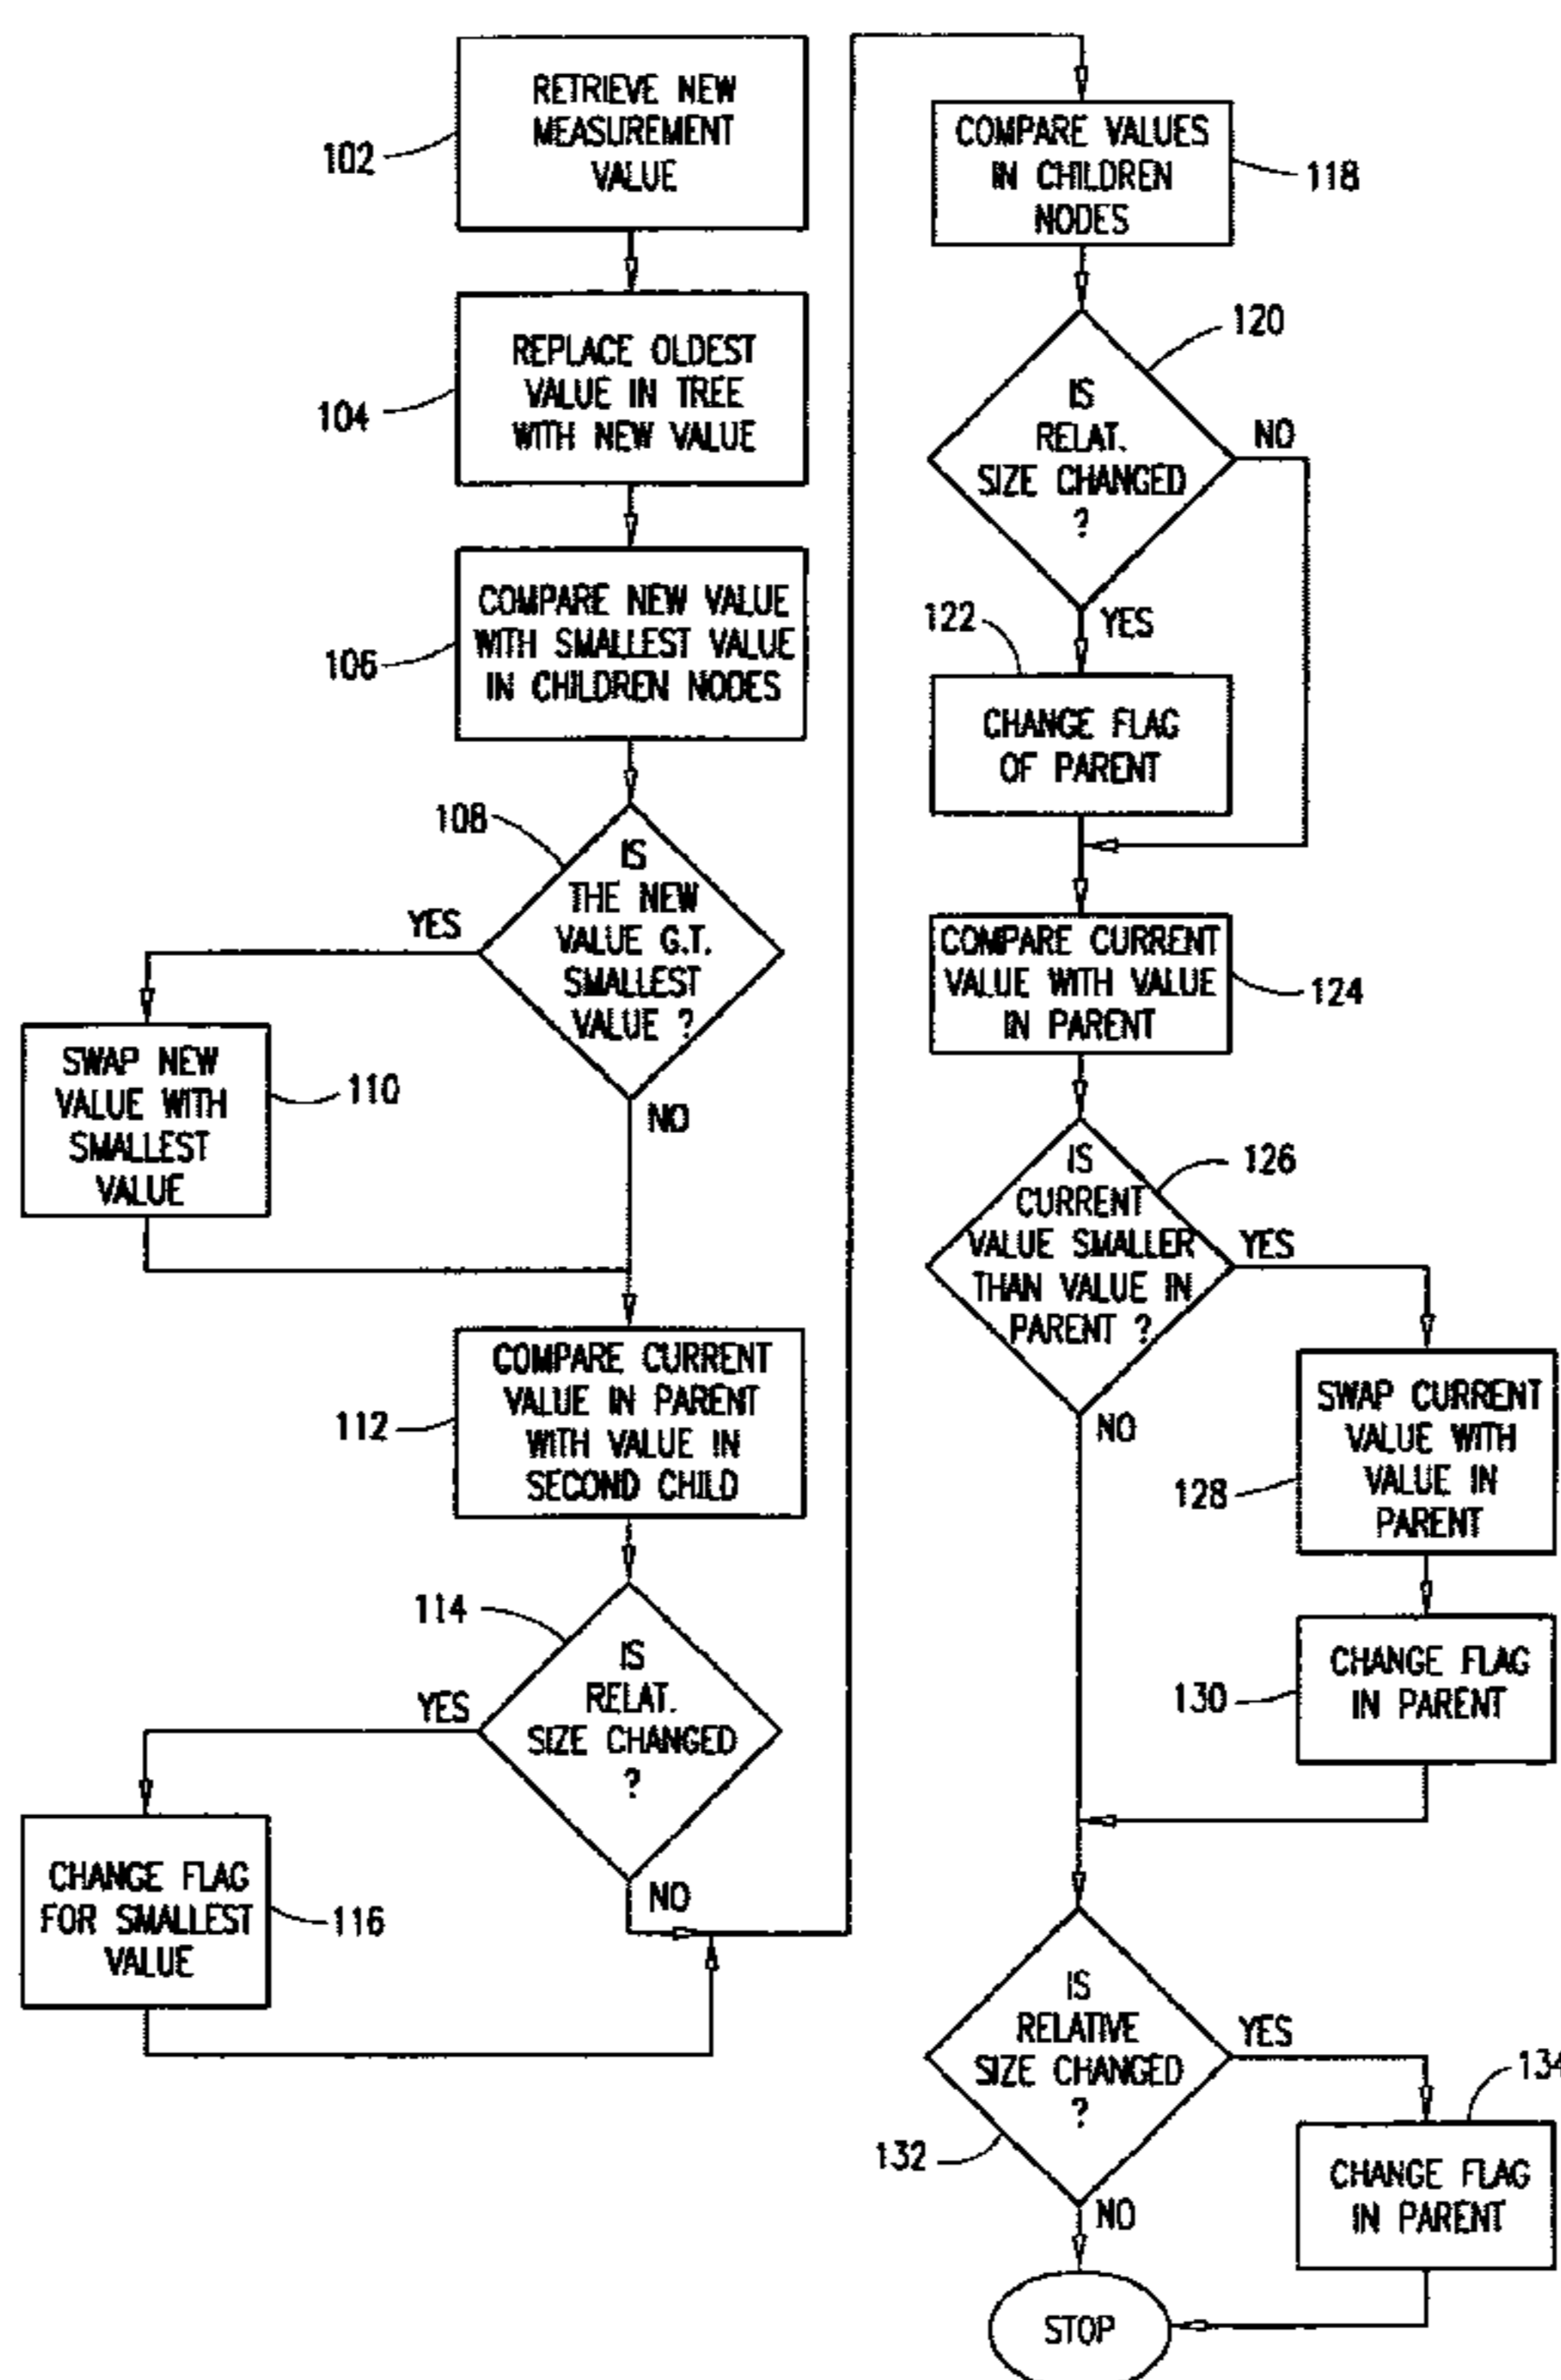 RETRIEVE NEW
MEASUREMENT
VALUE
102
REPLACE OLDEST
VALUE IN TREE
WITH NEW VALUE
104
COMPARE NEW VALUE
WITH SMALLEST VALUE
IN CHILDREN NODES
106
108
IS
THE NEW
VALUE G.T.
SMALLEST
VALUE ?
YES
NO
SWAP NEW
VALUE WITH
SMALLEST
VALUE
110
COMPARE CURRENT
VALUE IN PARENT
WITH VALUE IN
SECOND CHILD
112
114
IS
RELAT.
SIZE CHANGED
?
YES
NO
CHANGE FLAG
FOR SMALLEST
VALUE
116
COMPARE VALUES
IN CHILDREN
NODES
118
120
IS
RELAT.
SIZE CHANGED
?
NO
YES
122
CHANGE FLAG
OF PARENT
COMPARE CURRENT
VALUE WITH VALUE
IN PARENT
124
126
IS
CURRENT
VALUE SMALLER
THAN VALUE IN
PARENT ?
YES
NO
SWAP CURRENT
VALUE WITH
VALUE IN
PARENT
128
CHANGE FLAG
IN PARENT
130
IS
RELATIVE
SIZE CHANGED
?
YES
NO
132
134
CHANGE FLAG
IN PARENT
STOP